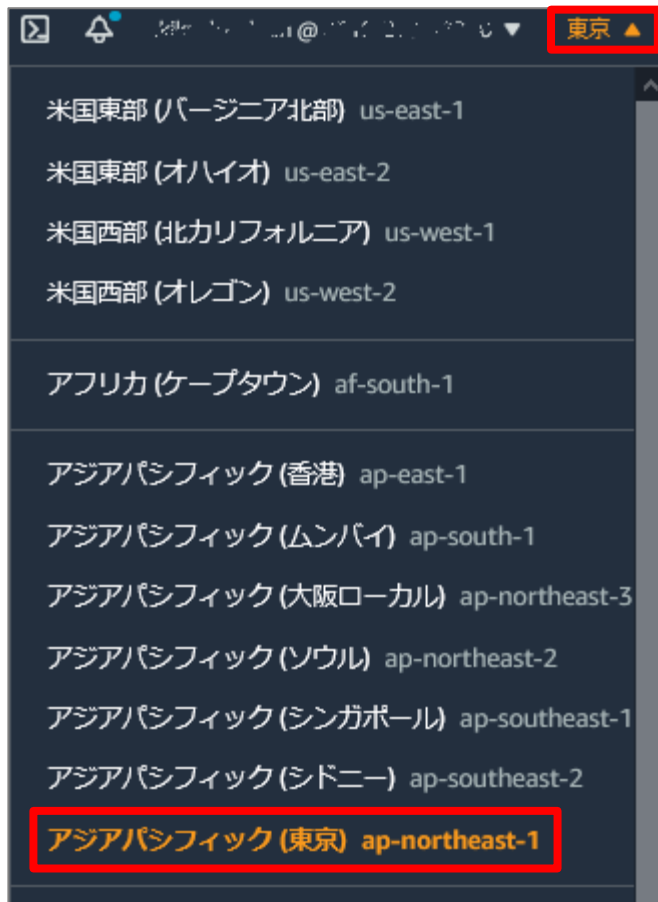 @ ▼ 東京 ▲
米国東部 (バージニア北部) us-east-1
米国東部 (オハイオ) us-east-2
米国西部 (北カリフォルニア) us-west-1
米国西部 (オレゴン) us-west-2
アフリカ (ケープタウン) af-south-1
アジアパシフィック (香港) ap-east-1
アジアパシフィック (ムンバイ) ap-south-1
アジアパシフィック (大阪ローカル) ap-northeast-3
アジアパシフィック (ソウル) ap-northeast-2
アジアパシフィック (シンガポール) ap-southeast-1
アジアパシフィック (シドニー) ap-southeast-2
アジアパシフィック (東京) ap-northeast-1